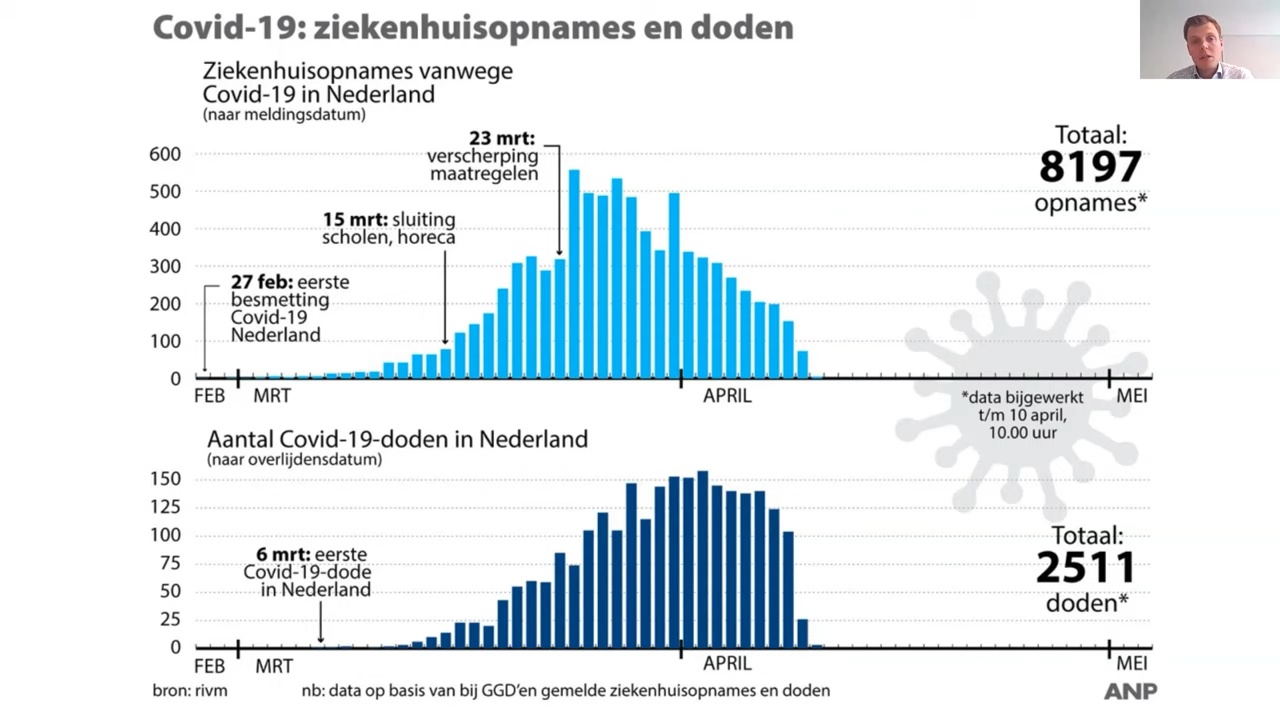 Covid-19: ziekenhuisopnames en doden
Ziekenhuisopnames vanwege
Covid-19 in Nederland
(naar meldingsdatum)
600
500
400
300
200
100
0
27 feb: eerste
besmetting
Covid-19
Nederland
15 mrt: sluiting
scholen, horeca
23 mrt:
verscherping
maatregelen
Totaal:
8197
opnames*
FEB
MRT
APRIL
MEI
*data bijgewerkt
t/m 10 april,
10.00 uur
Aantal Covid-19-doden in Nederland
(naar overlijdensdatum)
150
125
100
75
50
25
0
6 mrt: eerste
Covid-19-dode
in Nederland
Totaal:
2511
doden*
FEB
MRT
APRIL
MEI
bron: rivm
nb: data op basis van bij GGD'en gemelde ziekenhuisopnames en doden
ANP